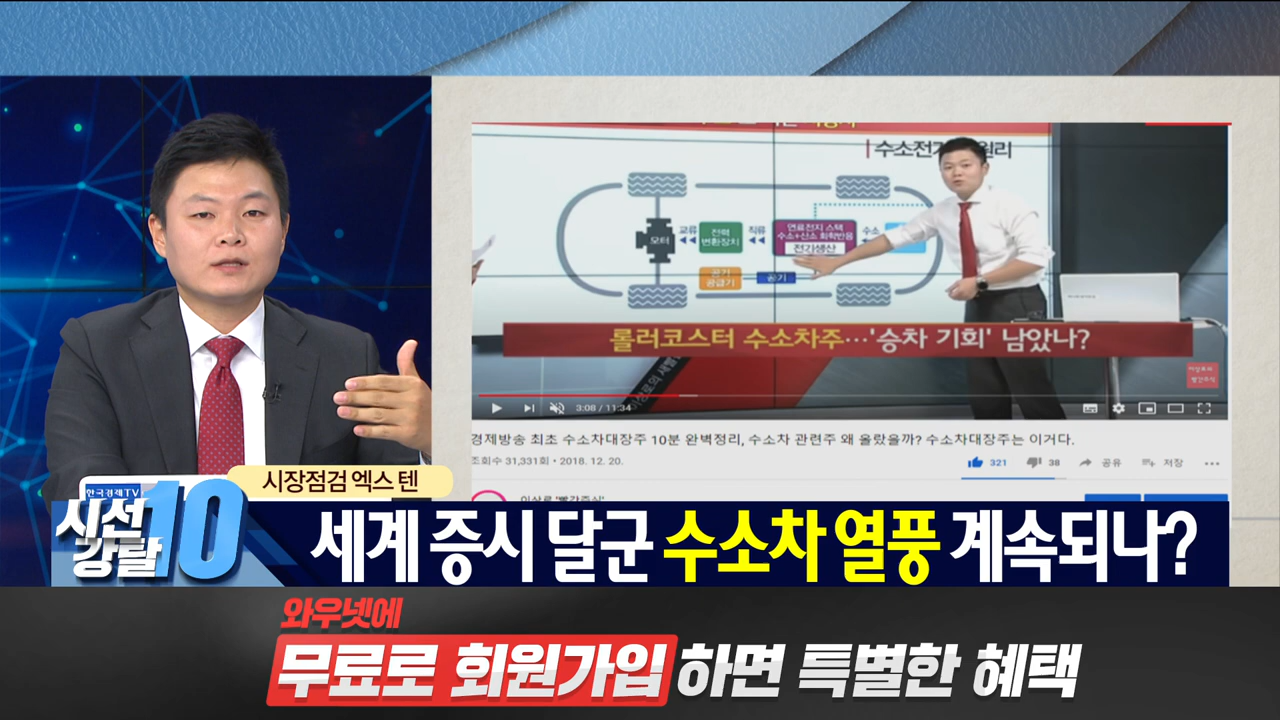 수소전
원리
교류
직류
수소
모터
전력
변환장치
연료전지 스택
수소+산소 화학반응
전기생산
공기
공급기
공기
롤러코스터 수소차주…'승차 기회' 남았나?
3:08 / 11:34
경제방송 최초 수소차대장주 10분 완벽정리, 수소차 관련주 왜 올랐을까? 수소차대장주는 이거다.
조회수 31,331회 • 2018. 12. 20.
321
38
공유
저장
시장점검 엑스 텐
한국경제TV
시선
강탈
10
세계 증시 달군 수소차 열풍 계속되나?
와우넷에
무료로 회원가입 하면 특별한 혜택